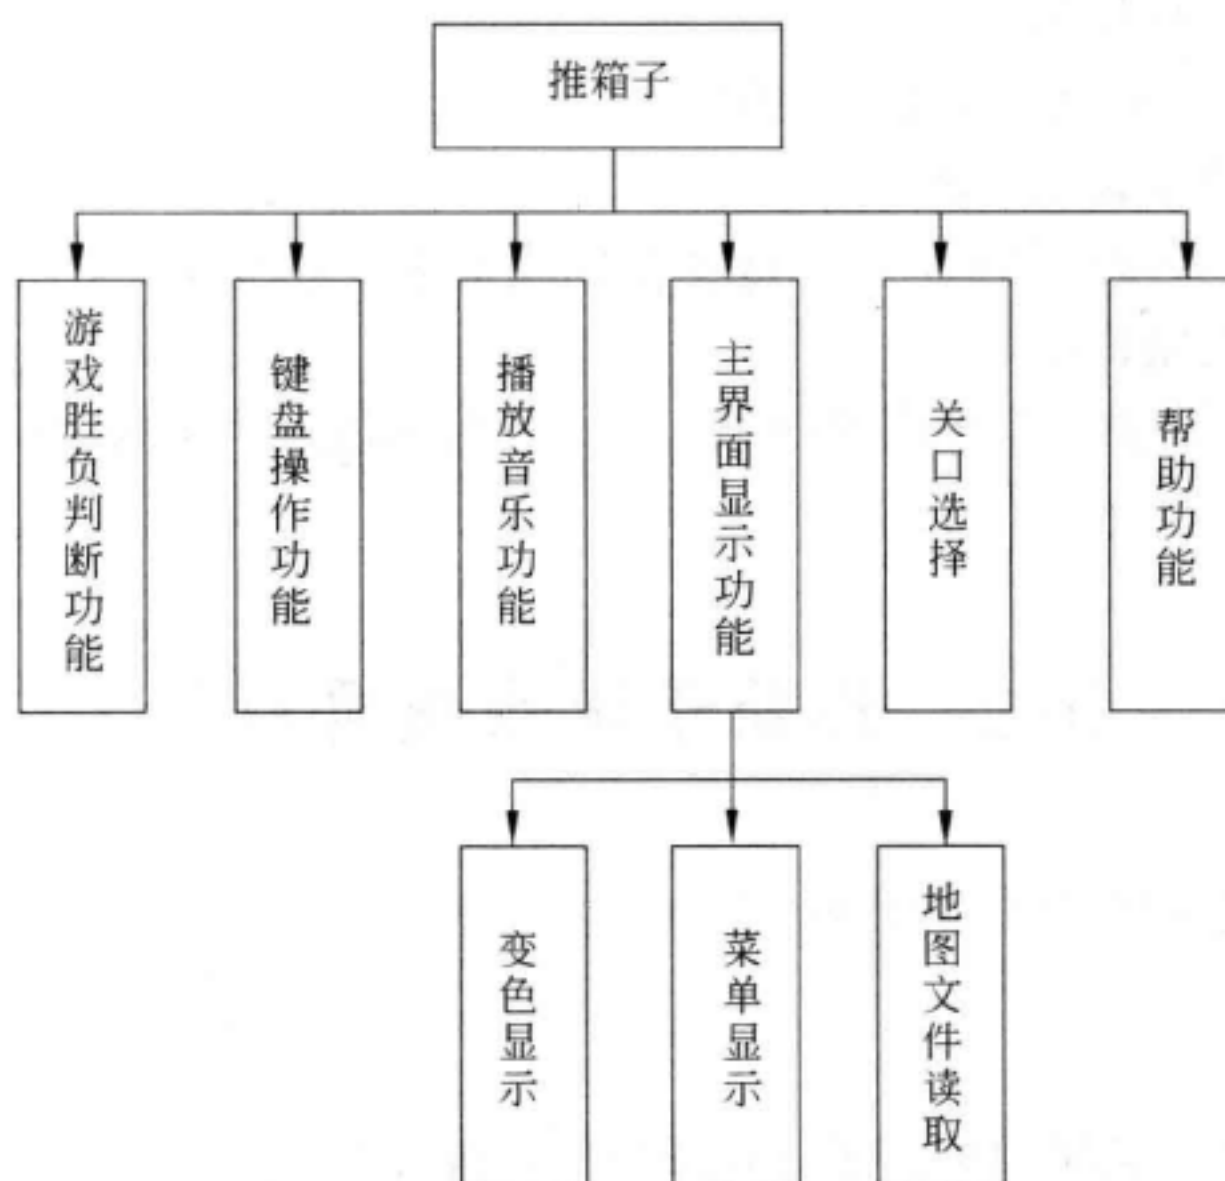 推箱子
游戏胜负判断功能
键盘操作功能
播放音乐功能
主界面显示功能
关口选择
帮助功能
变色显示
菜单显示
地图文件读取